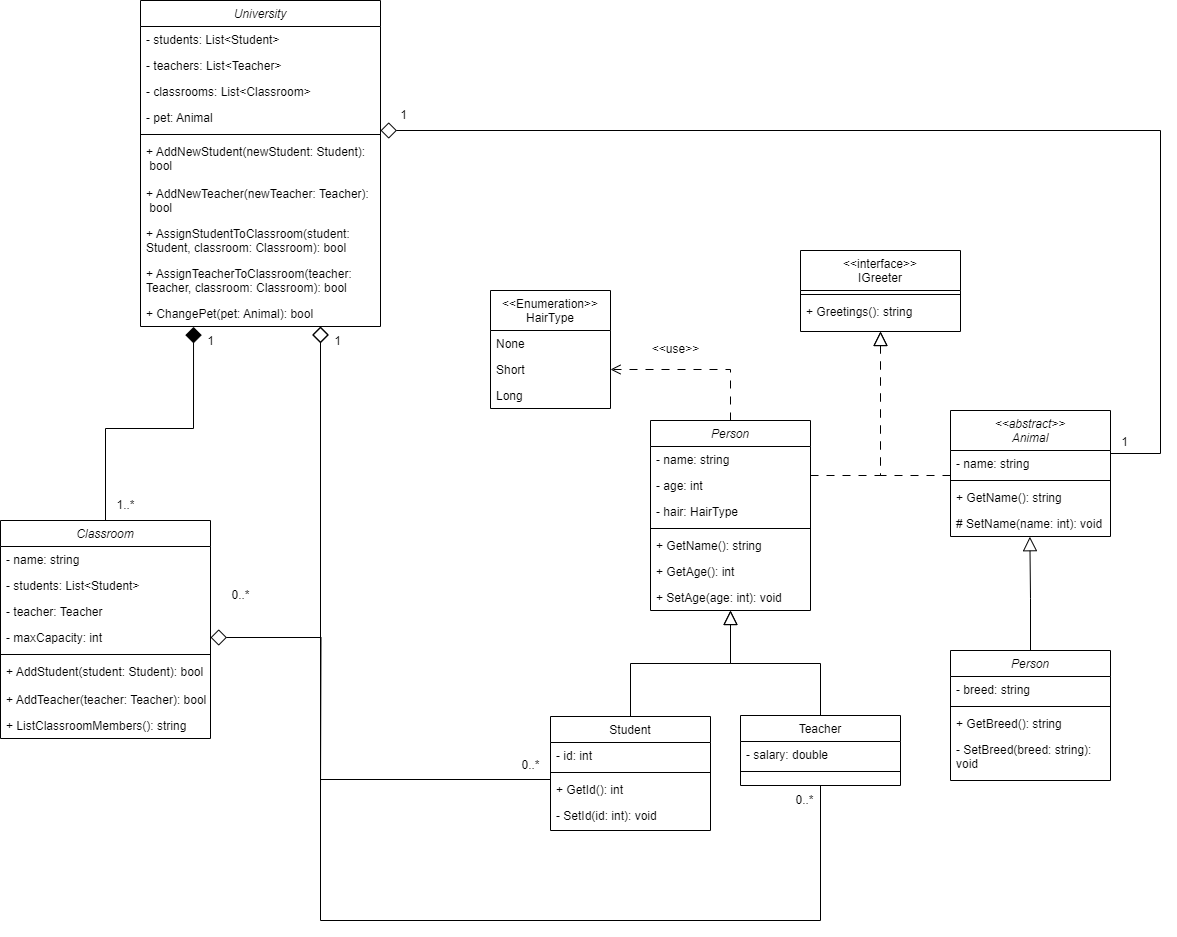 University
- students: List<Student>
- teachers: List<Teacher>
- classrooms: List<Classroom>
- pet: Animal
+ AddNewStudent(newStudent: Student):
bool
+ AddNewTeacher(newTeacher: Teacher):
bool
+ AssignStudentToClassroom(student:
Student, classroom: Classroom): bool
+ AssignTeacherToClassroom(teacher:
Teacher, classroom: Classroom): bool
+ ChangePet(pet: Animal): bool
1
1
1
<<interface>>
IGreeter
+ Greetings(): string
<<Enumeration>>
HairType
None
Short
Long
<<use>>
Person
- name: string
- age: int
- hair: HairType
+ GetName(): string
+ GetAge(): int
+ SetAge(age: int): void
<<abstract>>
Animal
- name: string
+ GetName(): string
# SetName(name: int): void
1
1..*
Classroom
- name: string
- students: List<Student>
- teacher: Teacher
- maxCapacity: int
+ AddStudent(student: Student): bool
+ AddTeacher(teacher: Teacher): bool
+ ListClassroomMembers(): string
0..*
Person
- breed: string
+ GetBreed(): string
- SetBreed(breed: string):
void
Student
- id: int
+ GetId(): int
- SetId(id: int): void
0..*
Teacher
- salary: double
0..*